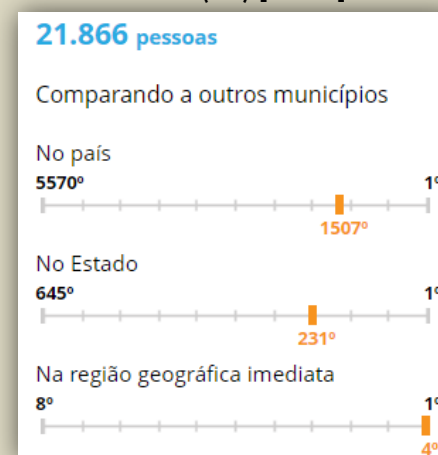 21.866 pessoas
Comparando a outros municípios
No país
5570º 1º
1507º
No Estado
645º 1º
231º
Na região geográfica imediata
8º 1º
4º